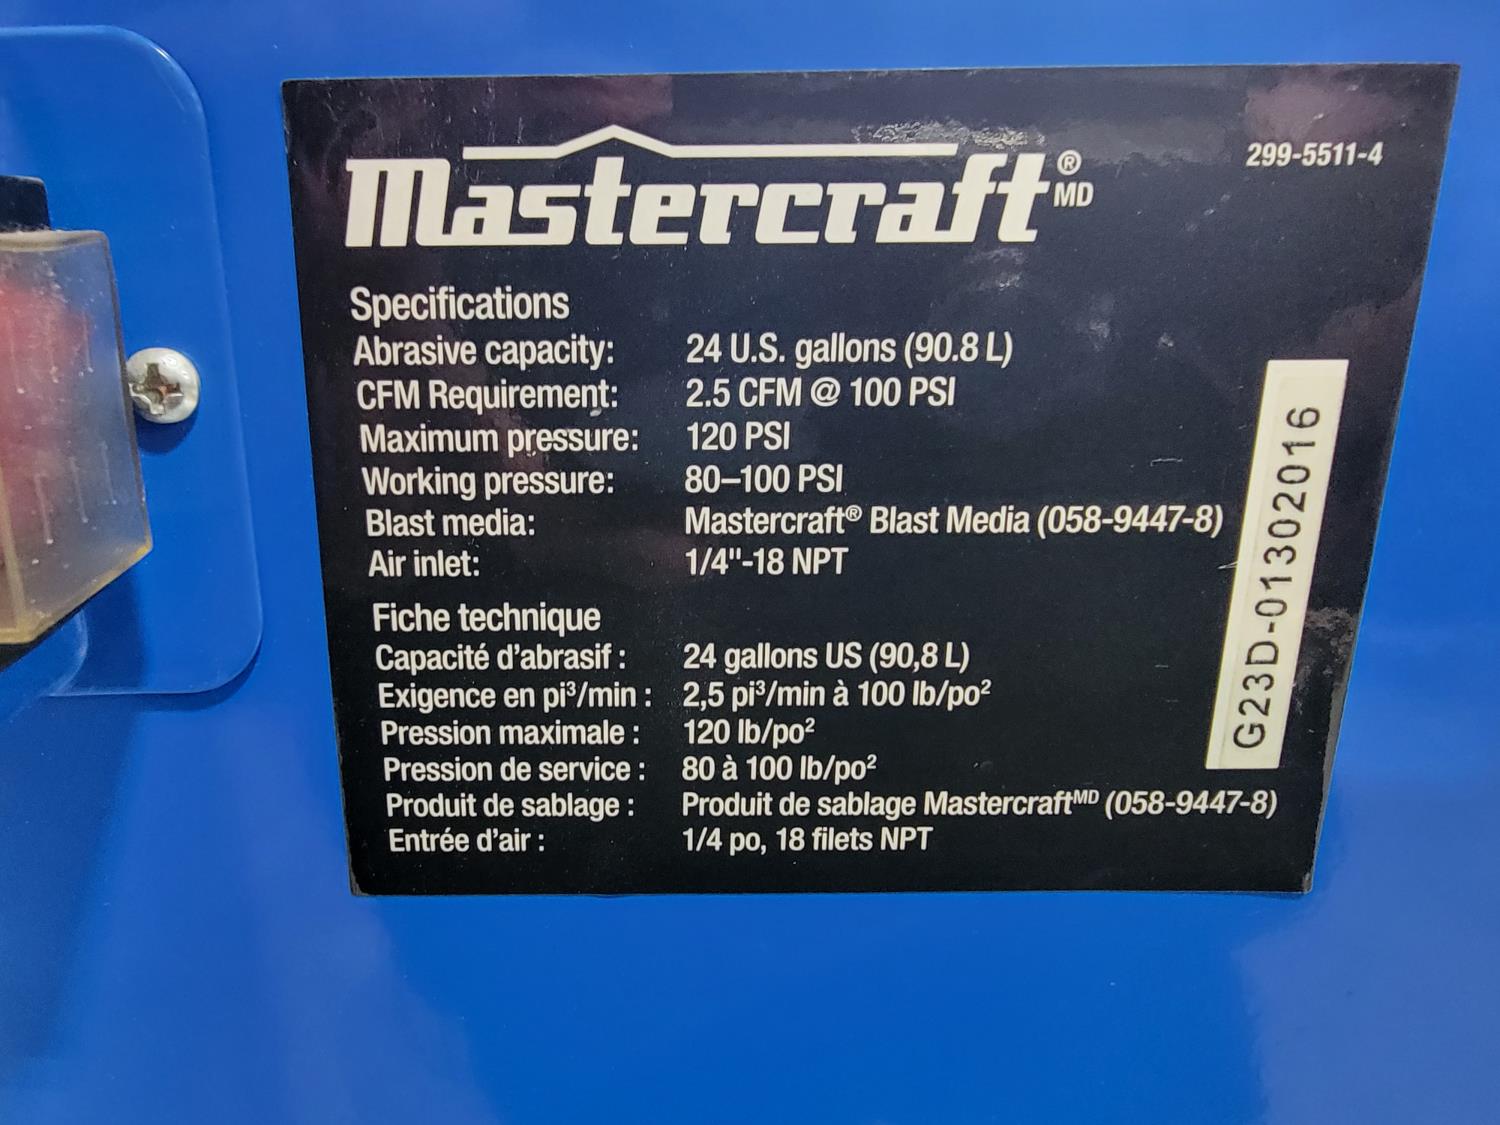 Mastercraft® MD
299-5511-4
Specifications
Abrasive capacity: 24 U.S. gallons (90.8 L)
CFM Requirement: 2.5 CFM @ 100 PSI
Maximum pressure: 120 PSI
Working pressure: 80–100 PSI
Blast media: Mastercraft® Blast Media (058-9447-8)
Air inlet: 1/4"-18 NPT
Fiche technique
Capacité d'abrasif : 24 gallons US (90,8 L)
Exigence en pi³/min : 2,5 pi³/min à 100 lb/po²
Pression maximale : 120 lb/po²
Pression de service : 80 à 100 lb/po²
Produit de sablage : Produit de sablage Mastercraftᴹᴰ (058-9447-8)
Entrée d'air : 1/4 po, 18 filets NPT
G23D-01302016